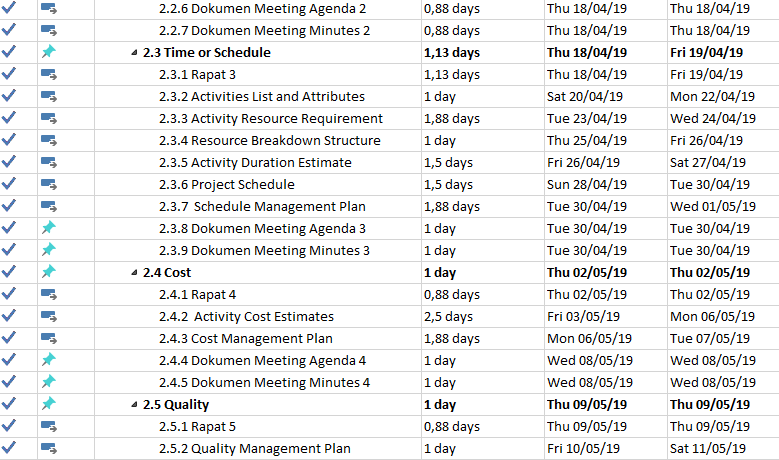 2.2.6 Dokumen Meeting Agenda 2 0,88 days Thu 18/04/19 Thu 18/04/19
2.2.7 Dokumen Meeting Minutes 2 0,88 days Thu 18/04/19 Thu 18/04/19
2.3 Time or Schedule 1,13 days Thu 18/04/19 Fri 19/04/19
2.3.1 Rapat 3 1,13 days Thu 18/04/19 Fri 19/04/19
2.3.2 Activities List and Attributes 1 day Sat 20/04/19 Mon 22/04/19
2.3.3 Activity Resource Requirement 1,88 days Tue 23/04/19 Wed 24/04/19
2.3.4 Resource Breakdown Structure 1 day Thu 25/04/19 Fri 26/04/19
2.3.5 Activity Duration Estimate 1,5 days Fri 26/04/19 Sat 27/04/19
2.3.6 Project Schedule 1,5 days Sun 28/04/19 Tue 30/04/19
2.3.7 Schedule Management Plan 1,88 days Tue 30/04/19 Wed 01/05/19
2.3.8 Dokumen Meeting Agenda 3 1 day Tue 30/04/19 Tue 30/04/19
2.3.9 Dokumen Meeting Minutes 3 1 day Tue 30/04/19 Tue 30/04/19
2.4 Cost 1 day Thu 02/05/19 Thu 02/05/19
2.4.1 Rapat 4 0,88 days Thu 02/05/19 Thu 02/05/19
2.4.2 Activity Cost Estimates 2,5 days Fri 03/05/19 Mon 06/05/19
2.4.3 Cost Management Plan 1,88 days Mon 06/05/19 Tue 07/05/19
2.4.4 Dokumen Meeting Agenda 4 1 day Wed 08/05/19 Wed 08/05/19
2.4.5 Dokumen Meeting Minutes 4 1 day Wed 08/05/19 Wed 08/05/19
2.5 Quality 1 day Thu 09/05/19 Thu 09/05/19
2.5.1 Rapat 5 0,88 days Thu 09/05/19 Thu 09/05/19
2.5.2 Quality Management Plan 1 day Fri 10/05/19 Sat 11/05/19